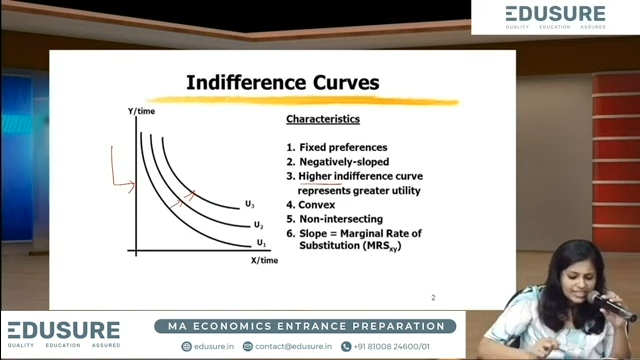 EDUSURE
QUALITY EDUCATION ASSURED
Indifference Curves
Y/time
U3
U2
U1
X/time
Characteristics
1. Fixed preferences
2. Negatively-sloped
3. Higher indifference curve
represents greater utility
4. Convex
5. Non-intersecting
6. Slope = Marginal Rate of
Substitution (MRSxy)
2
EDUSURE
QUALITY EDUCATION ASSURED
MA ECONOMICS ENTRANCE PREPARATION
edusure.in contact@edusure.in +91 81008 24600/01